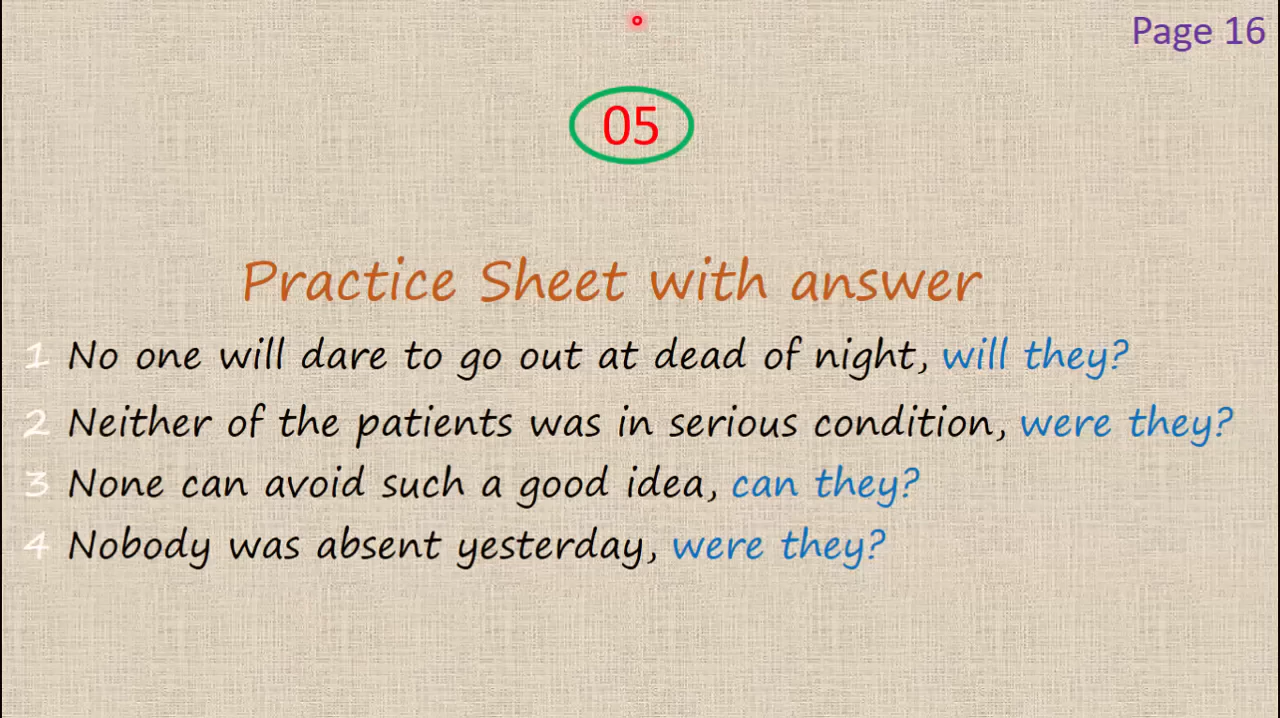 Page 16
05
Practice Sheet with answer
1 No one will dare to go out at dead of night, will they?
2 Neither of the patients was in serious condition, were they?
3 None can avoid such a good idea, can they?
4 Nobody was absent yesterday, were they?